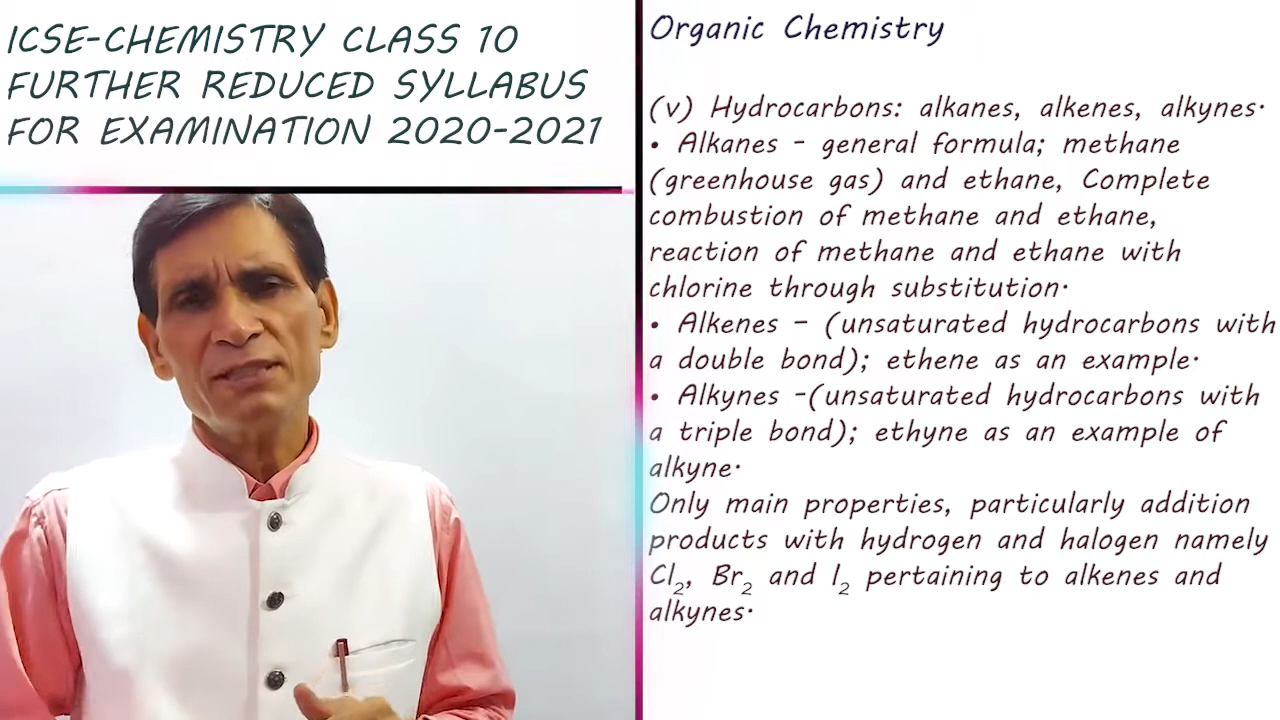 ICSE-CHEMISTRY CLASS 10
FURTHER REDUCED SYLLABUS
FOR EXAMINATION 2020-2021
Organic Chemistry
(v) Hydrocarbons: alkanes, alkenes, alkynes·
• Alkanes - general formula; methane
(greenhouse gas) and ethane, Complete
combustion of methane and ethane,
reaction of methane and ethane with
chlorine through substitution·
• Alkenes – (unsaturated hydrocarbons with
a double bond); ethene as an example·
• Alkynes -(unsaturated hydrocarbons with
a triple bond); ethyne as an example of
alkyne·
Only main properties, particularly addition
products with hydrogen and halogen namely
Cl₂, Br₂ and I₂ pertaining to alkenes and
alkynes·